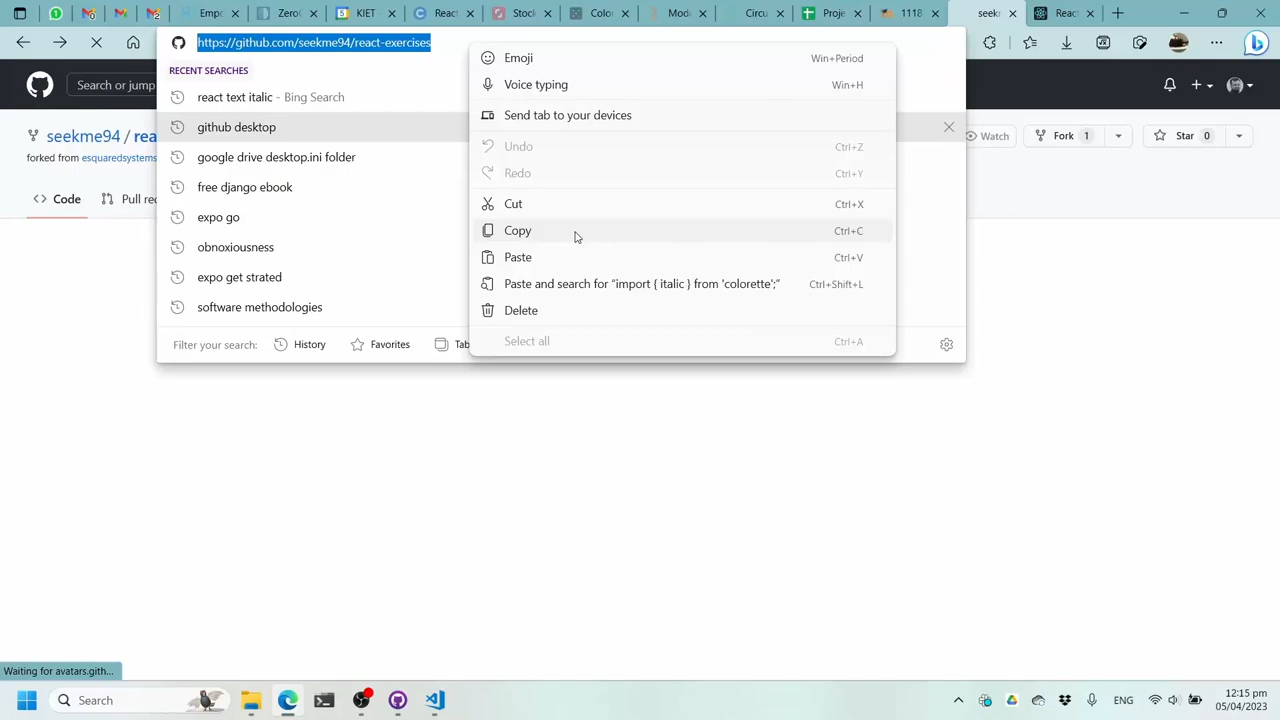 Empo
ZeroC
KIET -
React
Stock
Color
Mode
Circu
Proje
1118
seekr
React
https://github.com/seekme94/react-exercises
Search or jump
RECENT SEARCHES
react text italic - Bing Search
github desktop
google drive desktop.ini folder
free django ebook
expo go
obnoxiousness
expo get strated
software methodologies
Filter your search:
History
Favorites
Tab
Emoji Win+Period
Voice typing Win+H
Send tab to your devices
Undo Ctrl+Z
Redo Ctrl+Y
Cut Ctrl+X
Copy Ctrl+C
Paste Ctrl+V
Paste and search for “import { italic } from 'colorette';” Ctrl+Shift+L
Delete
Select all Ctrl+A
seekme94 / rea
forked from esquaredsystems
Watch
Fork 1
Star 0
Code
Pull rec
Waiting for avatars.gith...
Search
ENG
12:15 pm
05/04/2023